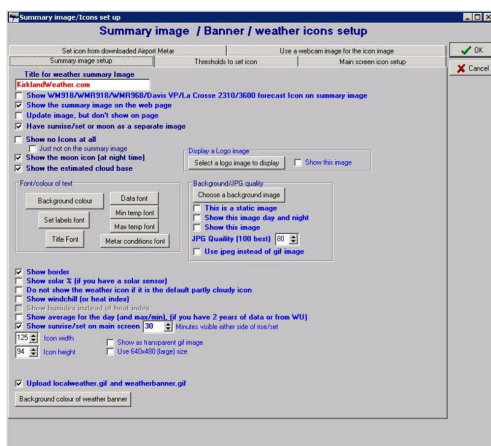 Summary image/Icons set up
Summary image / Banner / weather icons setup
Set icon from downloaded Airport Metar
Use a webcam image for the icon image
Summary image setup
Thresholds to set icon
Main screen icon setup
OK
Cancel
Title for weather summary Image
KirklandWeather.com
Show WM918/WMR918/WMR968/Davis VP/La Crosse 2310/3600 forecast Icon on summary image
Show the summary image on the web page
Update image, but don't show on page
Have sunrise/set or moon as a separate image
Show no Icons at all
Just not on the summary image
Show the moon icon (at night time)
Show the estimated cloud base
Display a Logo image
Select a logo image to display
Show this image
Font/colour of text
Background colour
Data font
Min temp font
Set labels font
Max temp font
Title Font
Metar conditions font
Background/JPG quality
Choose a background image
This is a static image
Show this image day and night
Show this image
JPG Quaility (100 best) 80
Use jpeg instead of gif image
Show border
Show solar % (if you have a solar sensor)
Do not show the weather icon if it is the default partly cloudy icon
Show windchill (or heat index)
Show humidex instead of heat index
Show average for the day (and max/min), (if you have 2 years of data or from WU)
Show sunrise/set on main screen 30 Minutes visible either side of rise/set
125 Icon width
Show as transparent gif image
94 Icon height
Use 640x480 (large) size
Upload localweather.gif and weatherbanner.gif
Background colour of weather banner